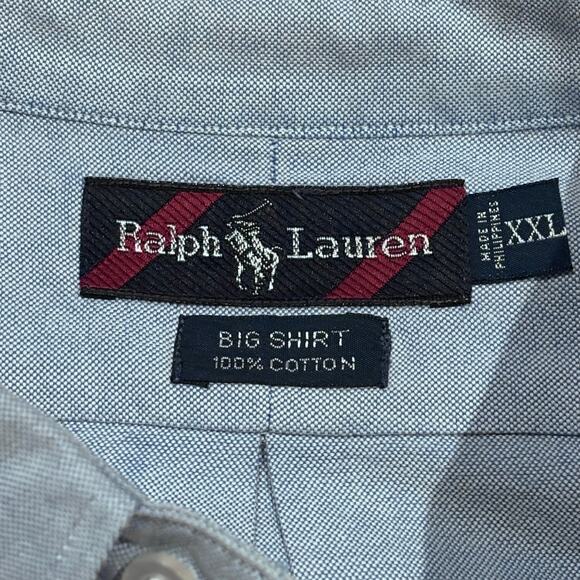 Ralph Lauren
MADE IN
PHILIPPINES
XXL
BIG SHIRT
100% COTTON